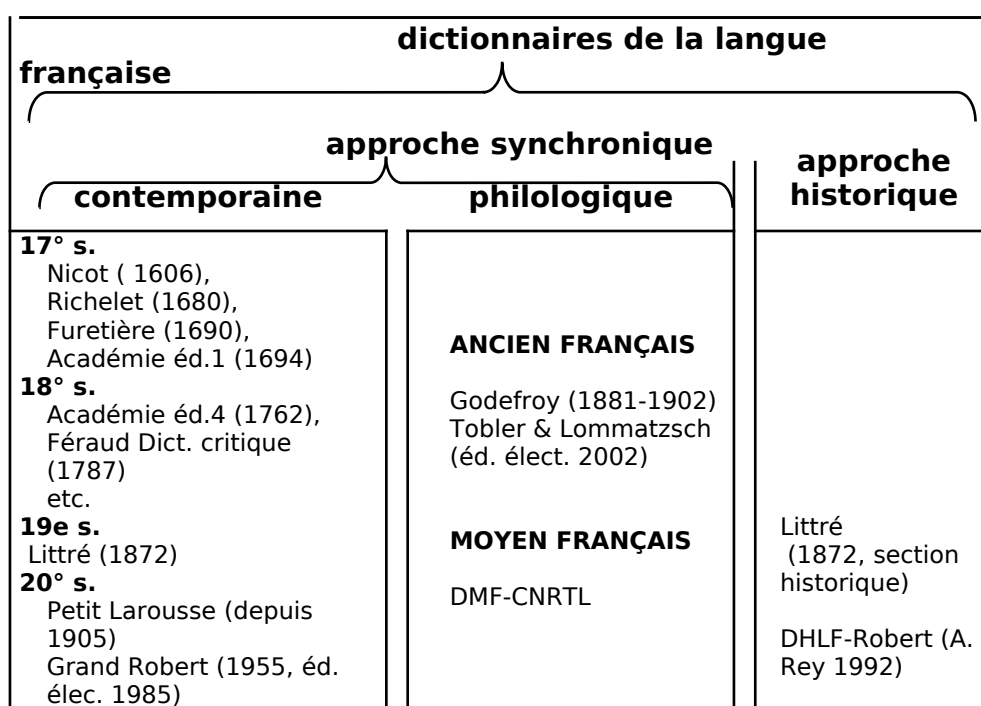 dictionnaires de la langue
française
approche synchronique
contemporaine
philologique
approche
historique
17° s.
Nicot ( 1606),
Richelet (1680),
Furetière (1690),
Académie éd.1 (1694)
18° s.
Académie éd.4 (1762),
Féraud Dict. critique
(1787)
etc.
19e s.
Littré (1872)
20° s.
Petit Larousse (depuis
1905)
Grand Robert (1955, éd.
élec. 1985)
ANCIEN FRANÇAIS
Godefroy (1881-1902)
Tobler & Lommatzsch
(éd. élect. 2002)
MOYEN FRANÇAIS
DMF-CNRTL
Littré
(1872, section
historique)
DHLF-Robert (A.
Rey 1992)